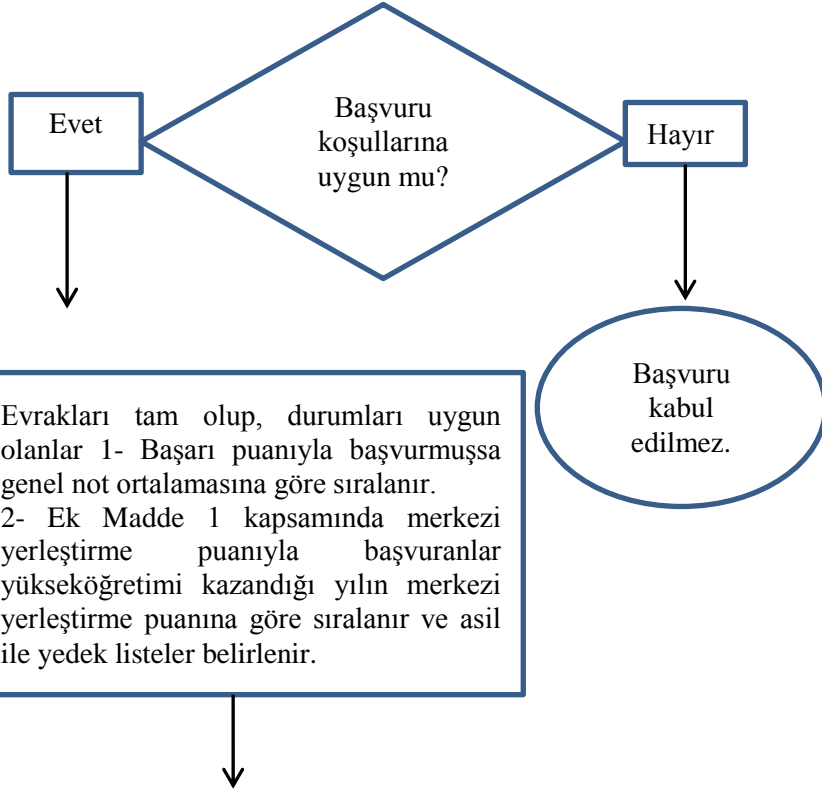 Evet
Başvuru
koşullarına
uygun mu?
Hayır
Başvuru
kabul
edilmez.
Evrakları tam olup, durumları uygun
olanlar 1- Başarı puanıyla başvurmuşsa
genel not ortalamasına göre sıralanır.
2- Ek Madde 1 kapsamında merkezi
yerleştirme puanıyla başvuranlar
yükseköğretimi kazandığı yılın merkezi
yerleştirme puanına göre sıralanır ve asil
ile yedek listeler belirlenir.